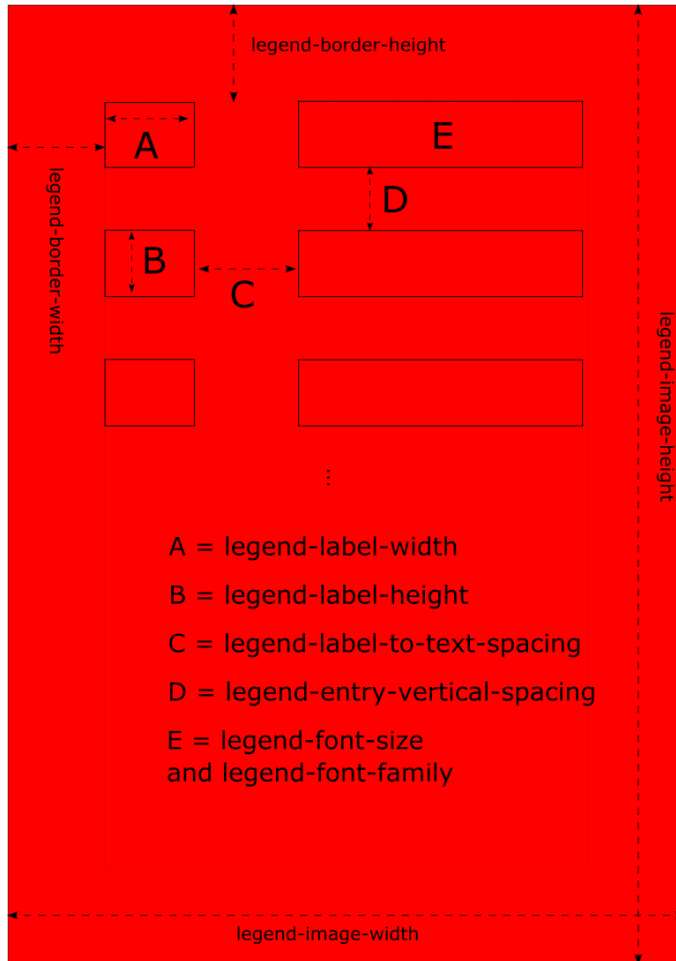 legend-border-height
A
E
legend-border-width
D
B
C
legend-image-height
...
A = legend-label-width
B = legend-label-height
C = legend-label-to-text-spacing
D = legend-entry-vertical-spacing
E = legend-font-size
and legend-font-family
legend-image-width